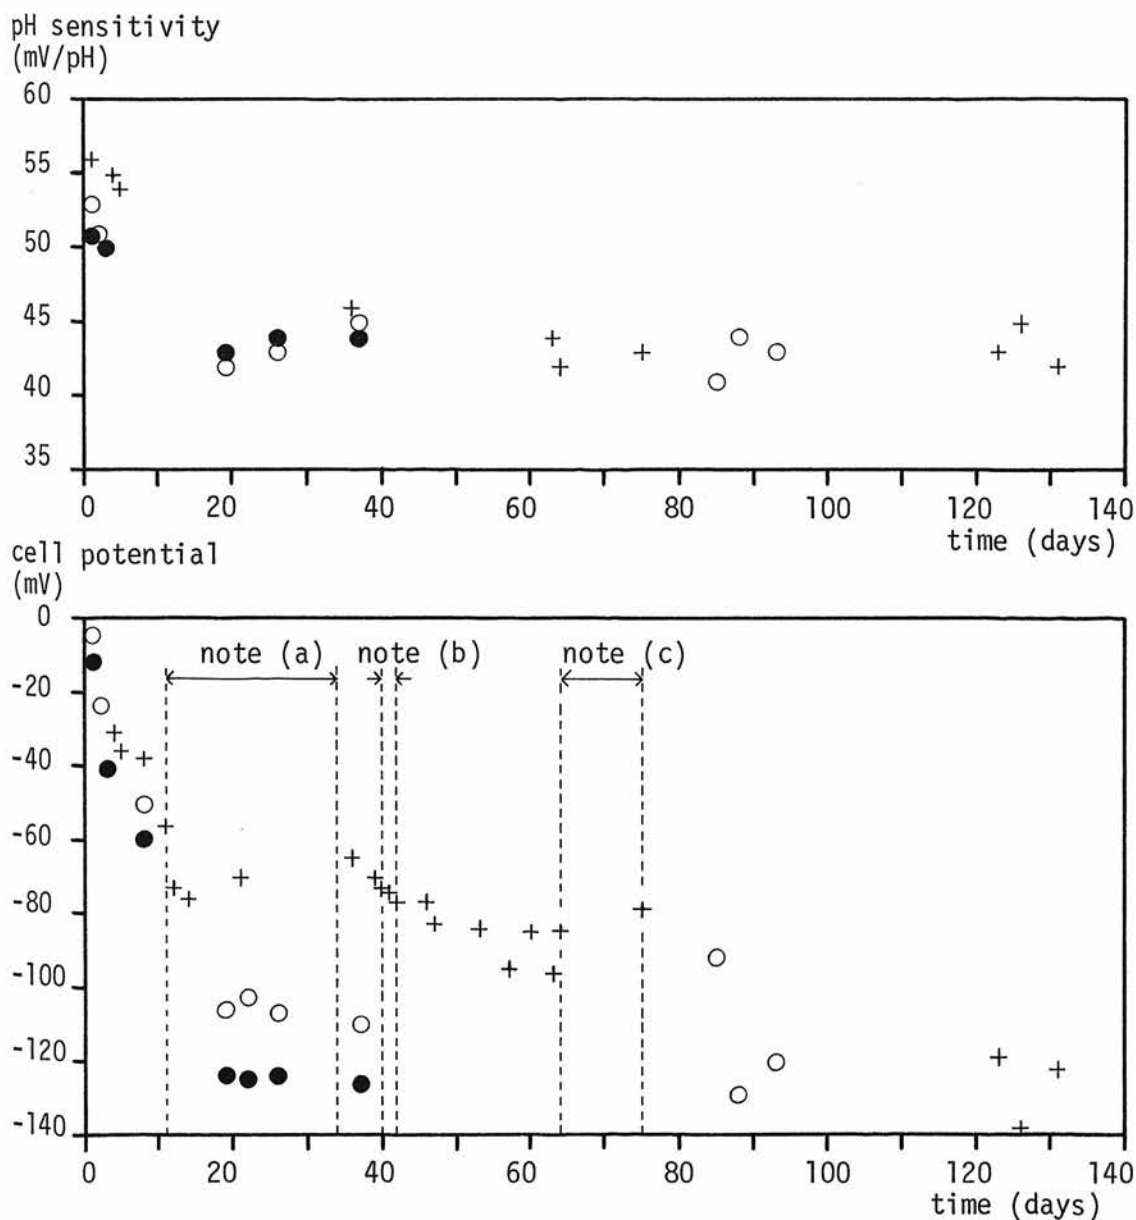 pH sensitivity
(mV/pH)
60
55
50
45
40
35
0 20 40 60 80 100 120 140
time (days)
cell potential
(mV)
0
note (a) note (b) note (c)
-20
-40
-60
-80
-100
-120
-140
0 20 40 60 80 100 120 140
time (days)